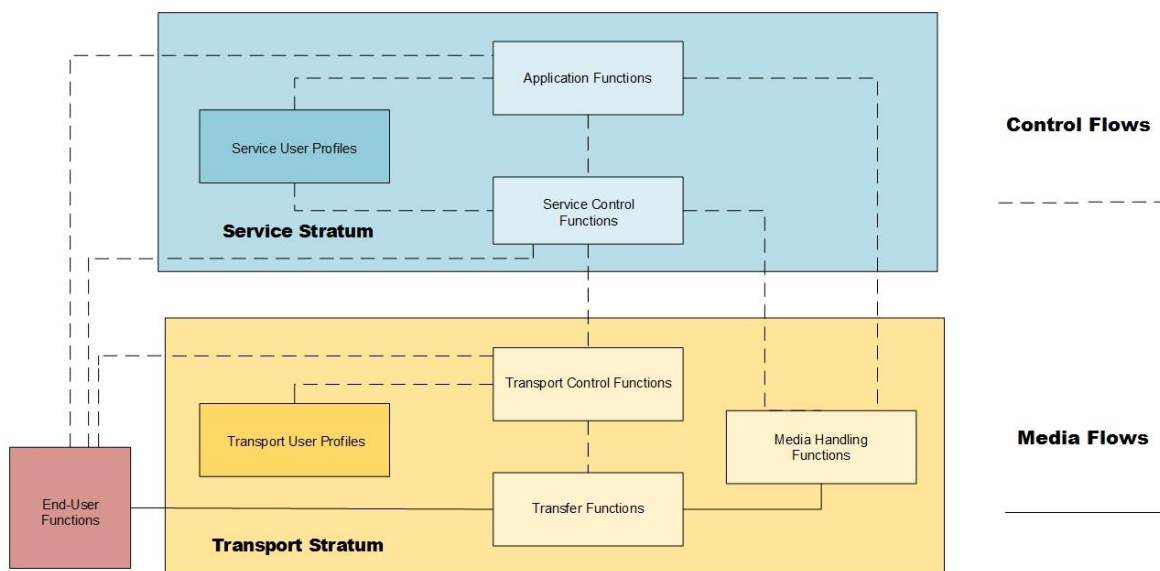 Application Functions
Control Flows
Service User Profiles
Service Control
Functions
Service Stratum
Transport Control Functions
Transport User Profiles
Media Handling
Functions
Media Flows
End-User
Functions
Transfer Functions
Transport Stratum